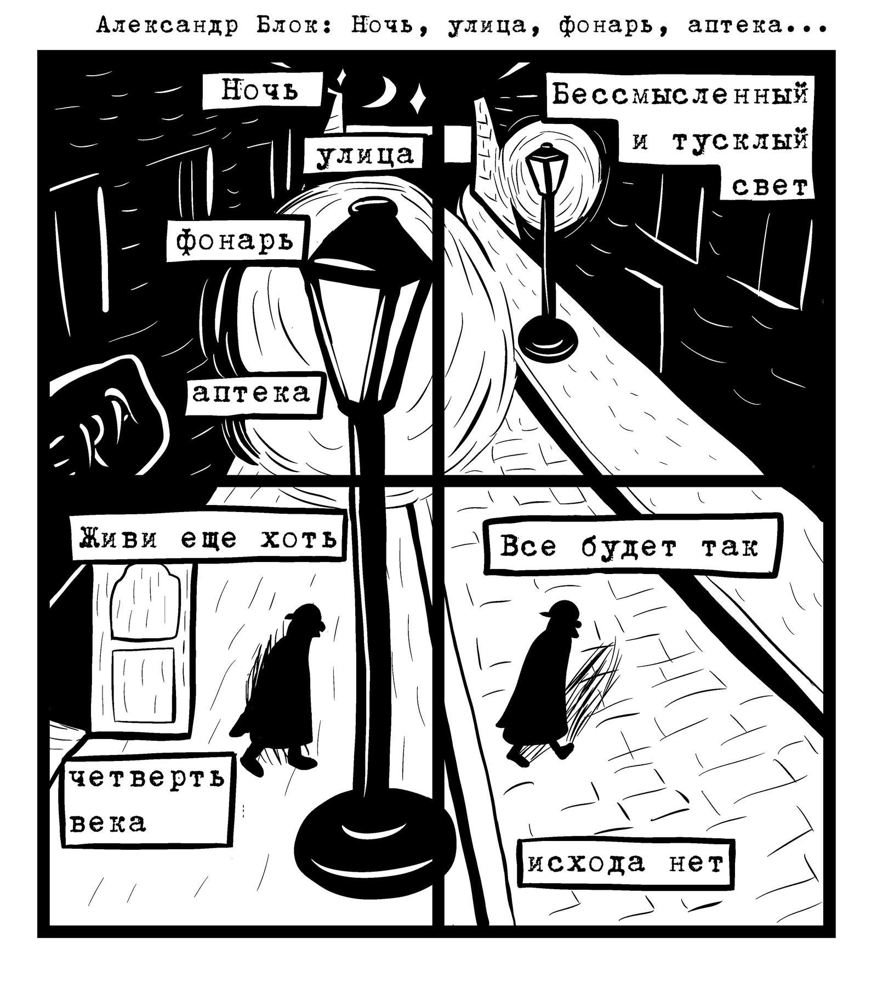 Александр Блок: Ночь, улица, фонарь, аптека...
Ночь
улица
фонарь
аптека
Бессмысленный
и тусклый
свет
Живи еще хоть
четверть
века
Все будет так
исхода нет